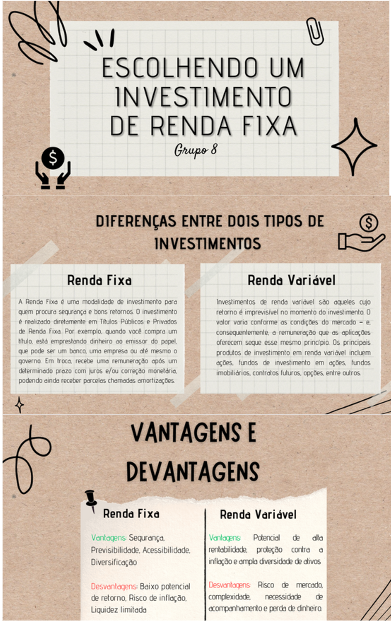 ESCOLHENDO UM
INVESTIMENTO
DE RENDA FIXA
Grupo 8
DIFERENÇAS ENTRE DOIS TIPOS DE
INVESTIMENTOS
Renda Fixa
A Renda Fixa é uma modalidade de investimento para
quem procura segurança e bons retornos. O investimento
é realizado diretamente em Títulos Públicos e Privados
de Renda Fixa. Por exemplo, quando você compra um
título, está emprestando dinheiro ao emissor do papel,
que pode ser um banco, uma empresa ou até mesmo o
governo. Em troca, recebe uma remuneração após um
determinado prazo com juros e/ou correção monetária,
podendo ainda receber parcelas chamadas amortizações.
Renda Variável
Investimentos de renda variável são aqueles cujo
retorno é imprevisível no momento do investimento. O
valor varia conforme as condições do mercado – e,
consequentemente, a remuneração que as aplicações
oferecem segue esse mesmo princípio. Os principais
produtos de investimento em renda variável incluem
ações, fundos de investimento em ações, fundos
imobiliários, contratos futuros, opções, entre outros.
VANTAGENS E
DEVANTAGENS
Renda Fixa
Vantagens: Segurança,
Previsibilidade, Acessibilidade,
Diversificação
Desvantagens: Baixo potencial
de retorno, Risco de inflação,
Liquidez limitada
Renda Variável
Vantagens: Potencial de alta
rentabilidade, proteção contra a
inflação e ampla diversidade de ativos
Desvantagens: Risco de mercado,
complexidade, necessidade de
acompanhamento e perda de dinheiro